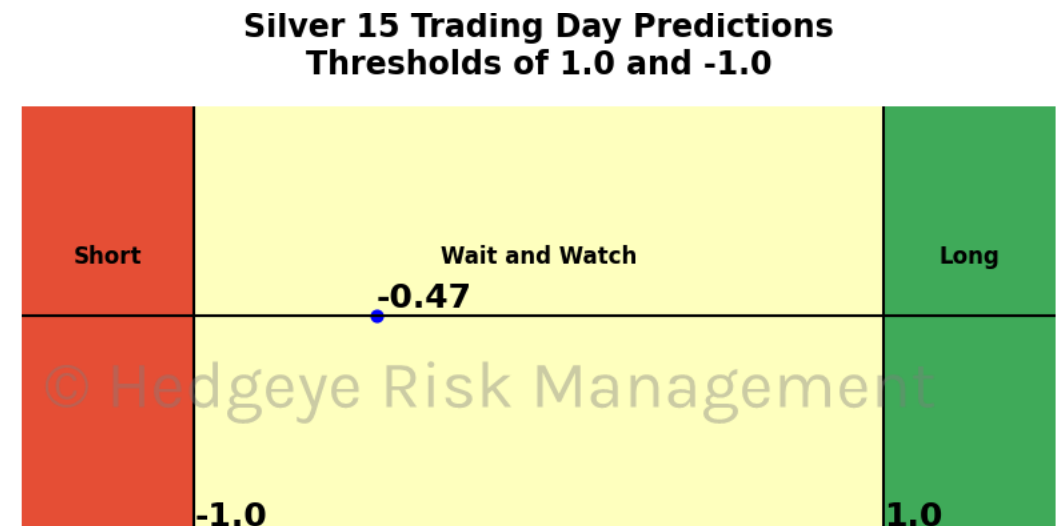 Silver 15 Trading Day Predictions
Thresholds of 1.0 and -1.0
Short
Wait and Watch
Long
-0.47
© Hedgeye Risk Management
-1.0
1.0